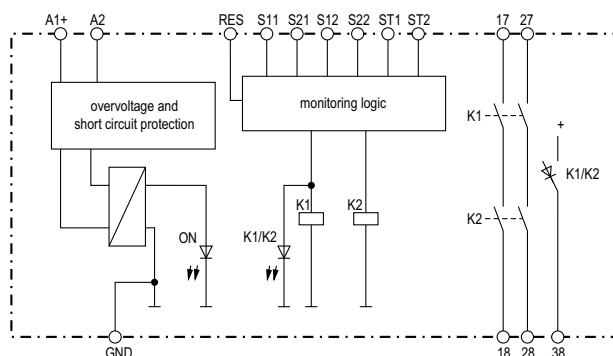 A1+ A2 RES S11 S21 S12 S22 ST1 ST2 17 27
overvoltage and
short circuit protection
monitoring logic
K1
+
K1/K2
K1 K2
K2
ON K1/K2
GND 18 28 38